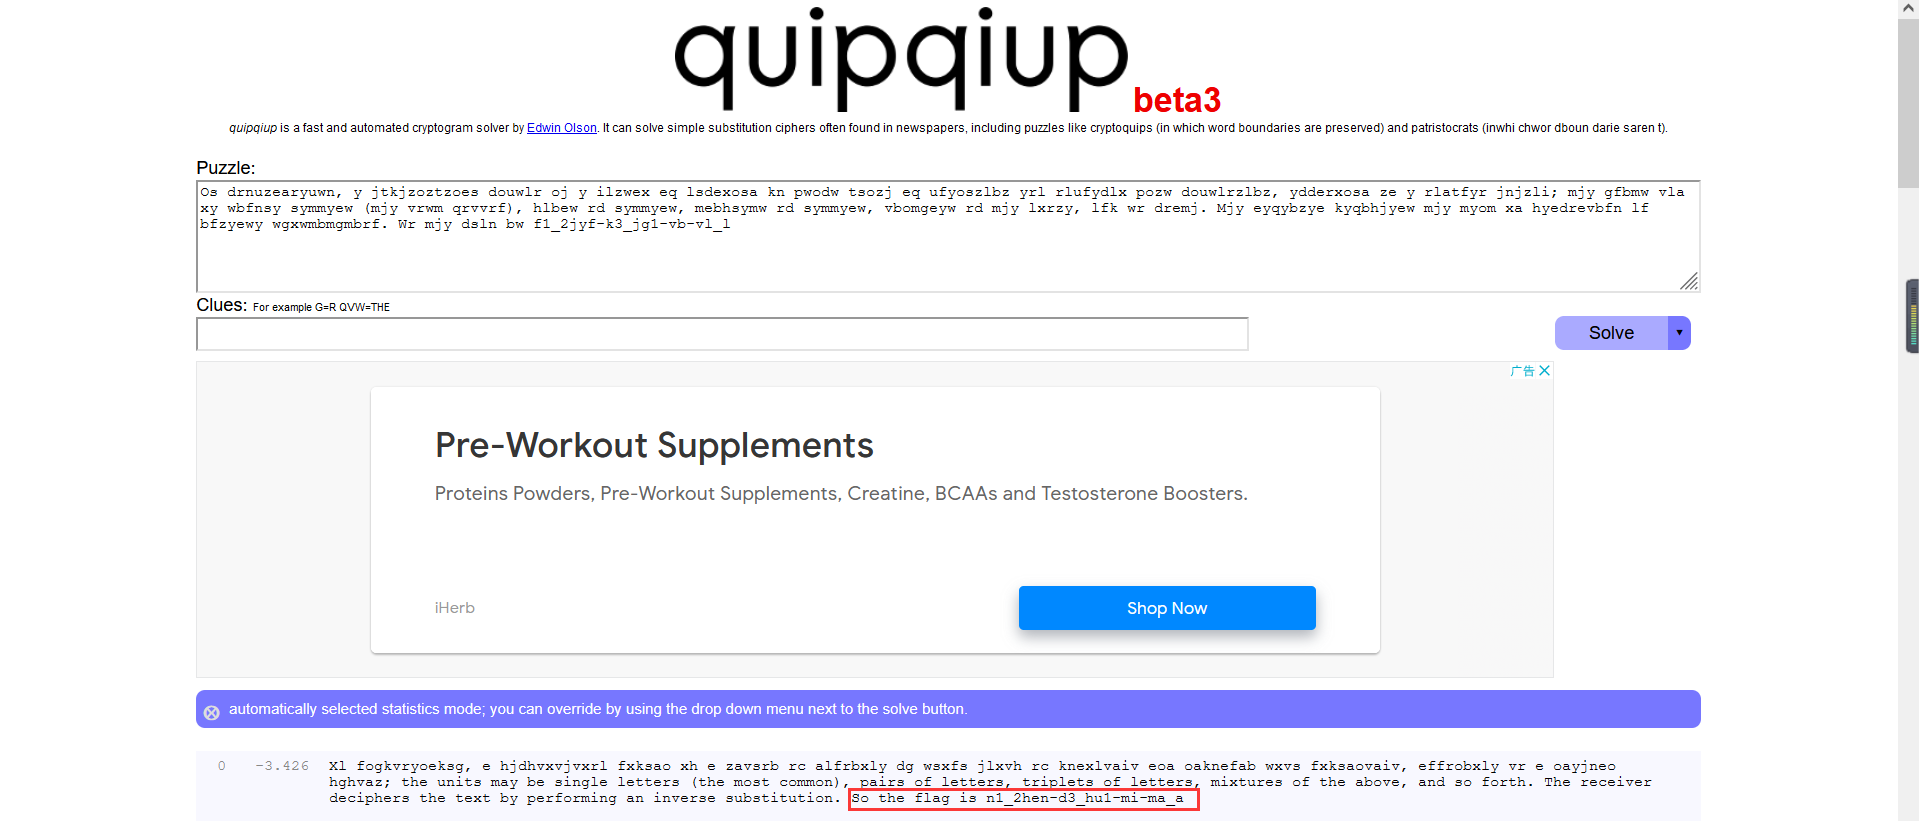 quipqiup beta3
quipqiup is a fast and automated cryptogram solver by Edwin Olson. It can solve simple substitution ciphers often found in newspapers, including puzzles like cryptoquips (in which word boundaries are preserved) and patristocrats (inwhi chwor dboun darie saren t).
Puzzle:
Os drnuzearyuwn, y jtkjzoztzoes douwlr oj y ilzwex eq lsdexosa kn pwodw tsozj eq ufyoszlbz yrl rlufydlx pozw douwlrzlbz, ydderxosa ze y rlatfyr jnjzli; mjy gfbmw vla
xy wbfnsy symmyew (mjy vrwm qrvvrf), hlbew rd symmyew, mebhsymw rd symmyew, vbomgeyw rd mjy lxrzy, lfk wr dremj. Mjy eyqybzye kyqbhjyew mjy myom xa hyedrevbfn lf
bfzyewy wgxwmbmgmbrf. Wr mjy dsln bw f1_2jyf-k3_jg1-vb-vl_l
Clues: For example G=R QVW=THE
Solve
广告
Pre-Workout Supplements
Proteins Powders, Pre-Workout Supplements, Creatine, BCAAs and Testosterone Boosters.
iHerb
Shop Now
automatically selected statistics mode; you can override by using the drop down menu next to the solve button.
0 -3.426 Xl fogkvryoeksg, e hjdhvxvjvxrl fxksao xh e zavsrb rc alfrbxly dg wsxfs jlxvh rc knexlvaiv eoa oaknefab wxvs fxksaovaiv, effrobxly vr e oayjneo
hghvaz; the units may be single letters (the most common), pairs of letters, triplets of letters, mixtures of the above, and so forth. The receiver
deciphers the text by performing an inverse substitution. So the flag is n1_2hen-d3_hu1-mi-ma_a